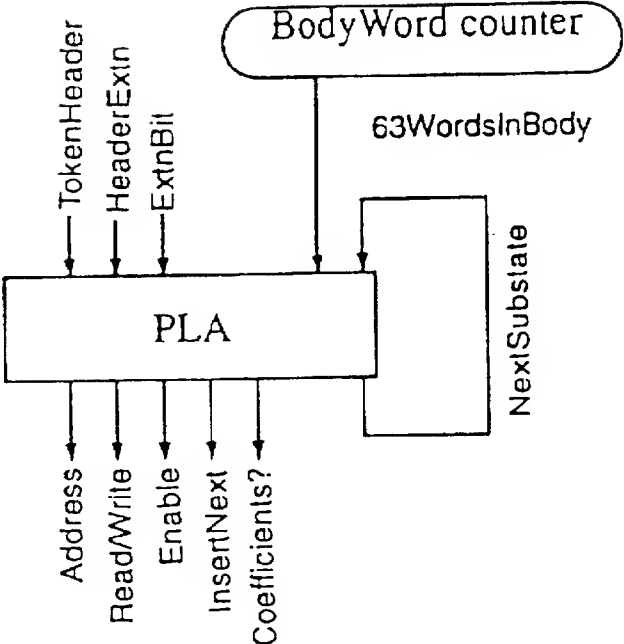 BodyWord counter
63WordsInBody
TokenHeader
HeaderExtn
ExtnBit
PLA
NextSubstate
Address
Read/Write
Enable
InsertNext
Coefficients?